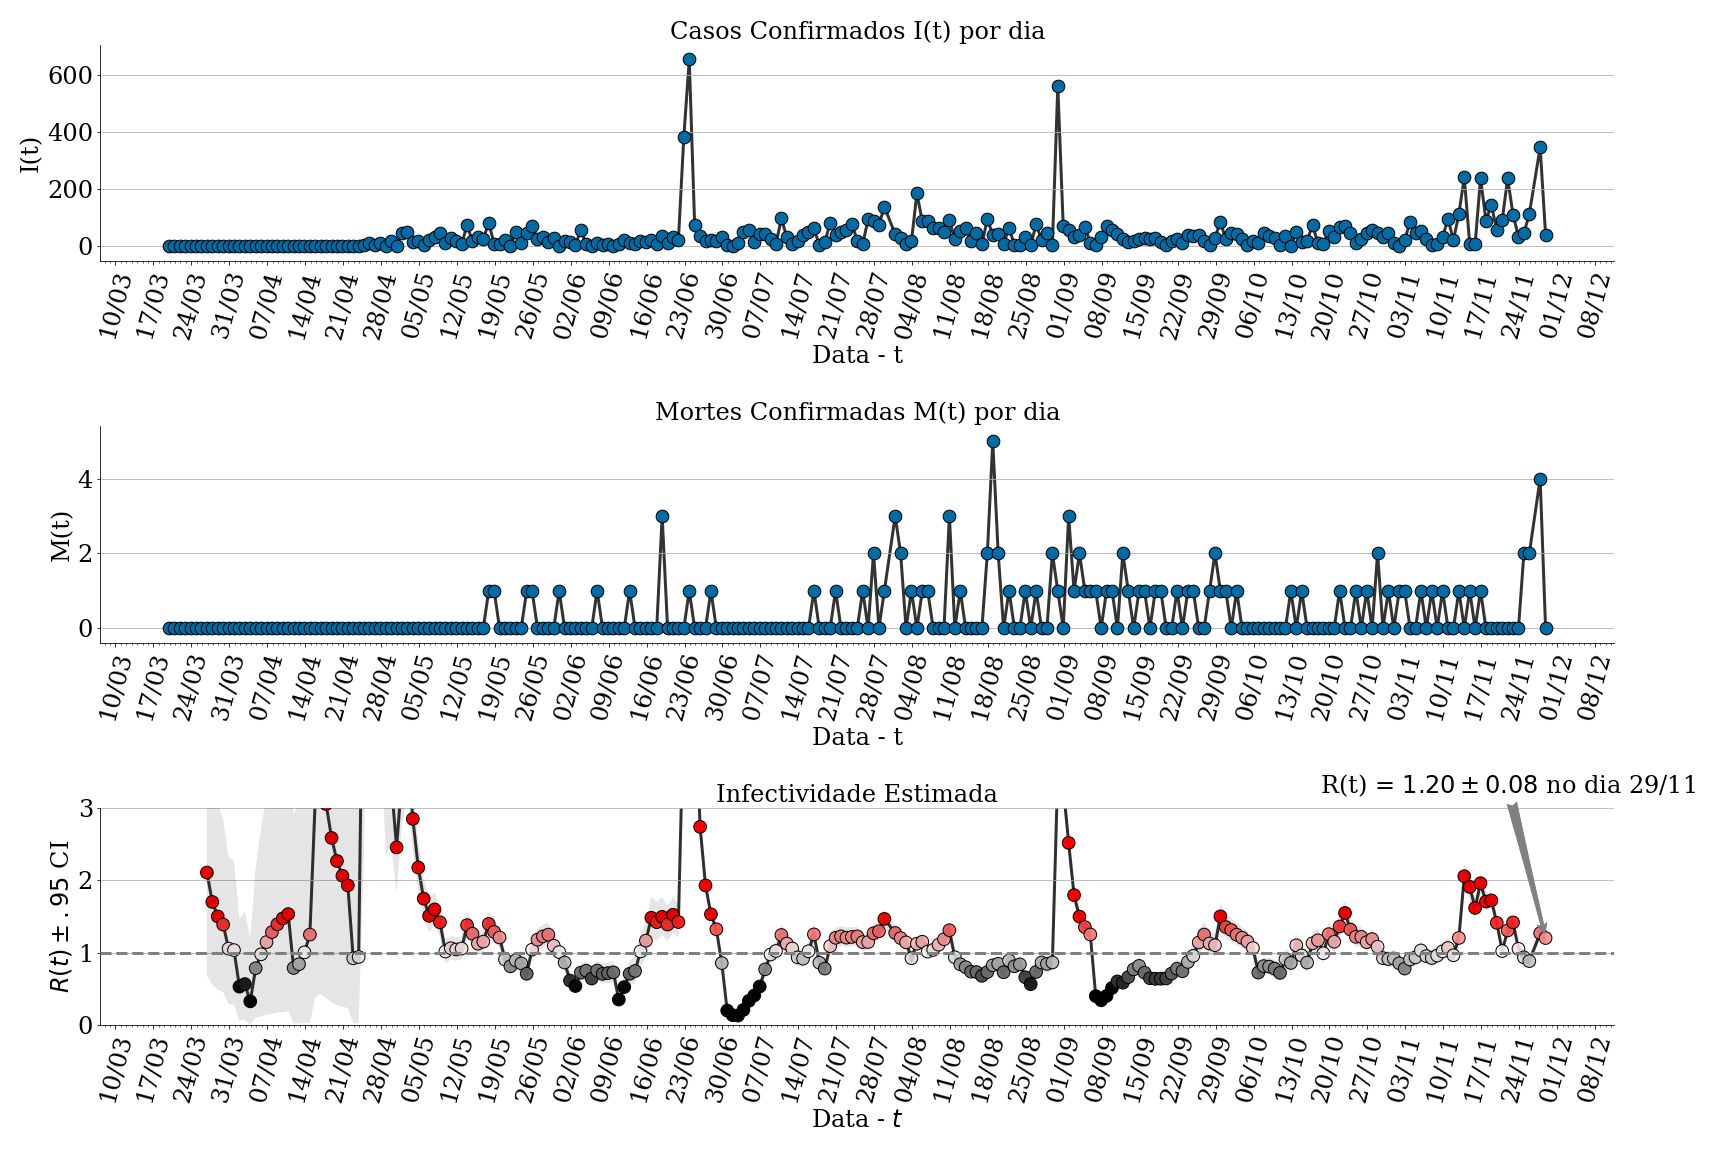 Casos Confirmados I(t) por dia
600
400
200
0
I(t)
10/03 17/03 24/03 31/03 07/04 14/04 21/04 28/04 05/05 12/05 19/05 26/05 02/06 09/06 16/06 23/06 30/06 07/07 14/07 21/07 28/07 04/08 11/08 18/08 25/08 01/09 08/09 15/09 22/09 29/09 06/10 13/10 20/10 27/10 03/11 10/11 17/11 24/11 01/12 08/12
Data - t
Mortes Confirmadas M(t) por dia
4
2
0
M(t)
10/03 17/03 24/03 31/03 07/04 14/04 21/04 28/04 05/05 12/05 19/05 26/05 02/06 09/06 16/06 23/06 30/06 07/07 14/07 21/07 28/07 04/08 11/08 18/08 25/08 01/09 08/09 15/09 22/09 29/09 06/10 13/10 20/10 27/10 03/11 10/11 17/11 24/11 01/12 08/12
Data - t
R(t) = 1.20 ± 0.08 no dia 29/11
Infectividade Estimada
3
2
1
0
R(t) ± .95 CI
10/03 17/03 24/03 31/03 07/04 14/04 21/04 28/04 05/05 12/05 19/05 26/05 02/06 09/06 16/06 23/06 30/06 07/07 14/07 21/07 28/07 04/08 11/08 18/08 25/08 01/09 08/09 15/09 22/09 29/09 06/10 13/10 20/10 27/10 03/11 10/11 17/11 24/11 01/12 08/12
Data - t